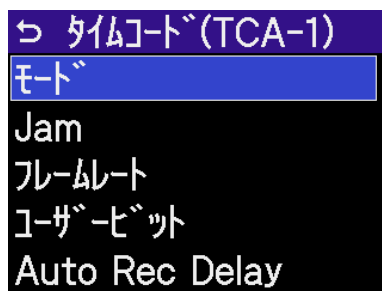 ⮌ ﾀｲﾑｺｰﾄﾞ(TCA-1)
ﾓｰﾄﾞ
Jam
ﾌﾚｰﾑﾚｰﾄ
ﾕｰｻﾞｰﾋﾞｯﾄ
Auto Rec Delay